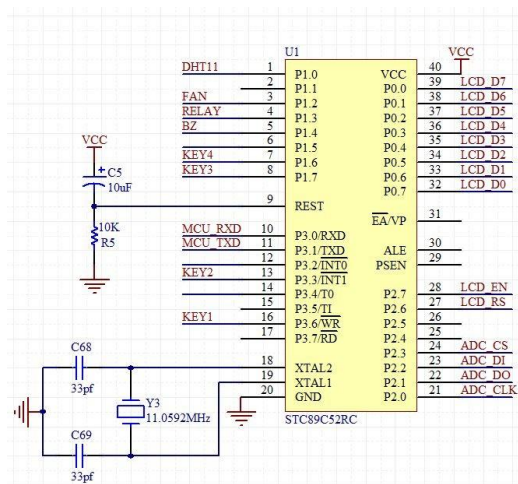 U1
DHT11 1 P1.0 VCC 40 VCC
2 P1.1 P0.0 39 LCD_D7
FAN 3 P1.2 P0.1 38 LCD_D6
RELAY 4 P1.3 P0.2 37 LCD_D5
BZ 5 P1.4 P0.3 36 LCD_D4
6 P1.5 P0.4 35 LCD_D3
KEY4 7 P1.6 P0.5 34 LCD_D2
KEY3 8 P1.7 P0.6 33 LCD_D1
P0.7 32 LCD_D0
VCC
C5
10uF
9 REST
EA/VP 31
10K
R5
MCU_RXD 10 P3.0/RXD
MCU_TXD 11 P3.1/TXD ALE 30
12 P3.2/INT0 PSEN 29
KEY2 13 P3.3/INT1
14 P3.4/T0 P2.7 28 LCD_EN
15 P3.5/TI P2.6 27 LCD_RS
KEY1 16 P3.6/WR P2.5 26
17 P3.7/RD P2.4 25
P2.3 24 ADC_CS
18 XTAL2 P2.2 23 ADC_DI
19 XTAL1 P2.1 22 ADC_DO
20 GND P2.0 21 ADC_CLK
STC89C52RC
C68
33pf
Y3
11.0592MHz
C69
33pf